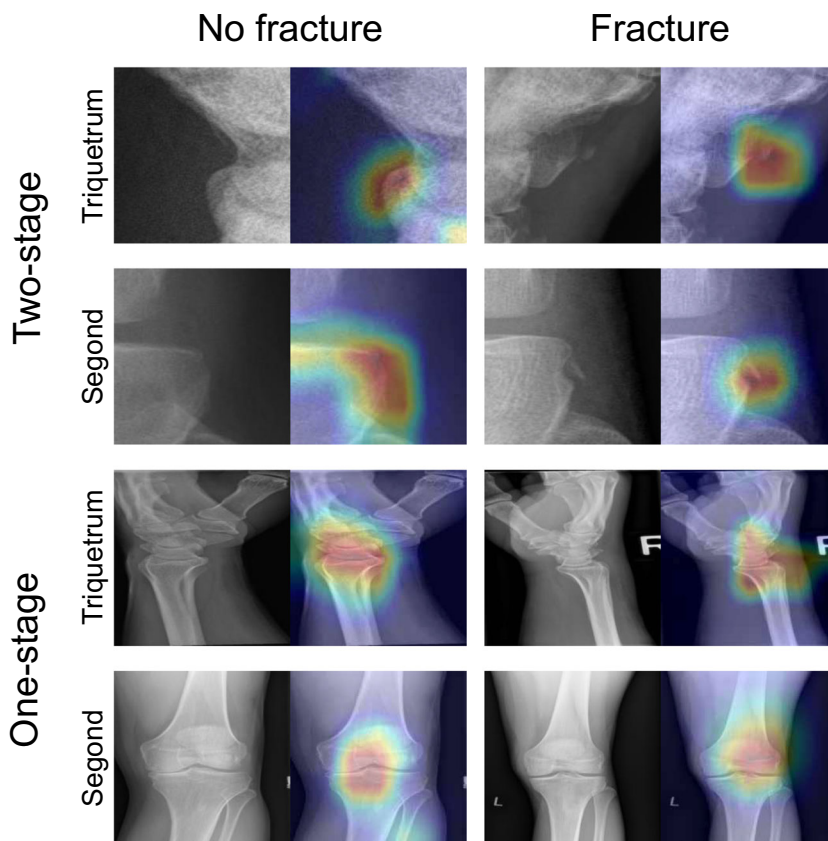 No fracture
Fracture
Two-stage
Triquetrum
Segond
One-stage
Triquetrum
R
Segond
L
L